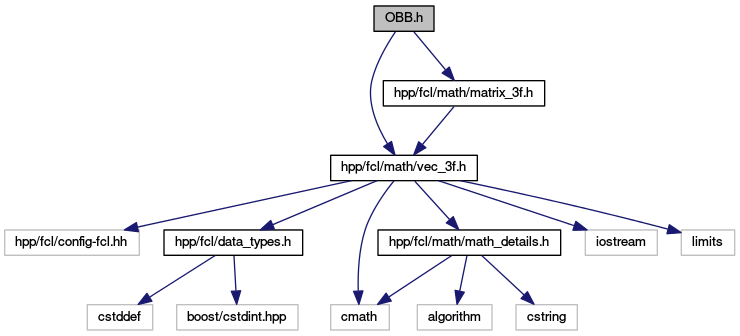 OBB.h
hpp/fcl/math/matrix_3f.h
hpp/fcl/math/vec_3f.h
hpp/fcl/config-fcl.hh
hpp/fcl/data_types.h
hpp/fcl/math/math_details.h
iostream
limits
cstddef
boost/cstdint.hpp
cmath
algorithm
cstring